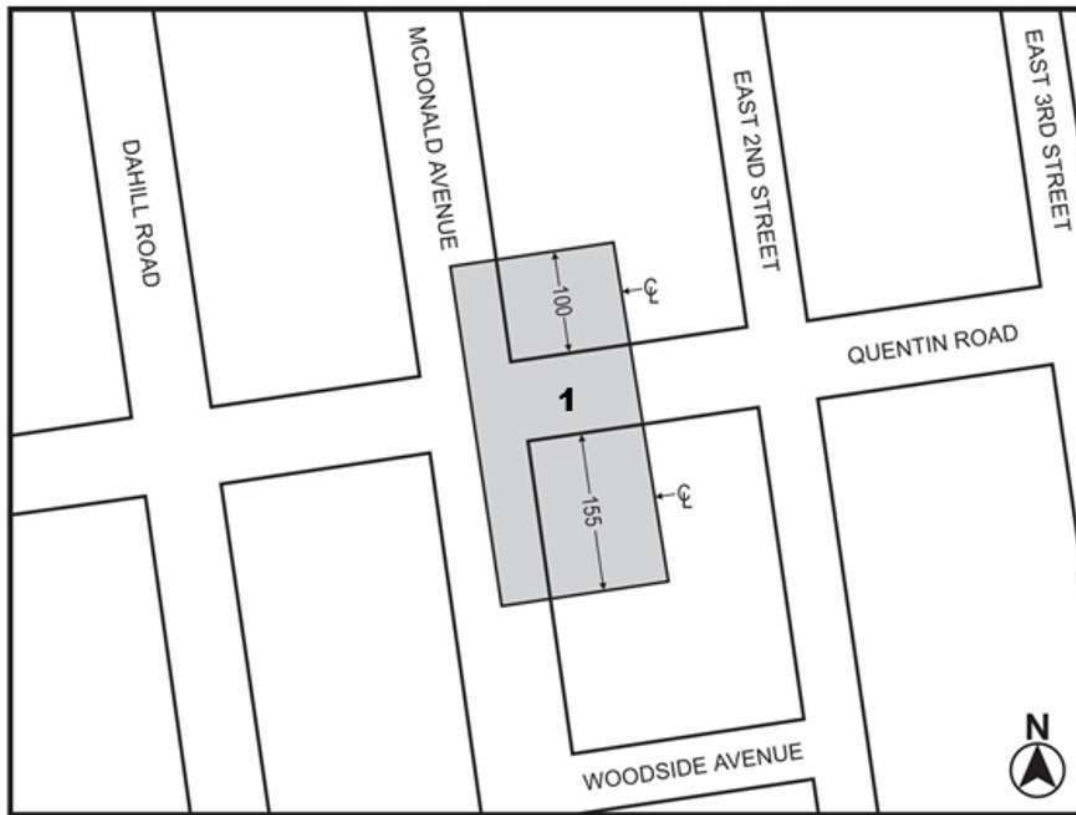 MCDONALD AVENUE
EAST 2ND STREET
EAST 3RD STREET
DAHILL ROAD
100
℄
QUENTIN ROAD
1
155
℄
WOODSIDE AVENUE
N